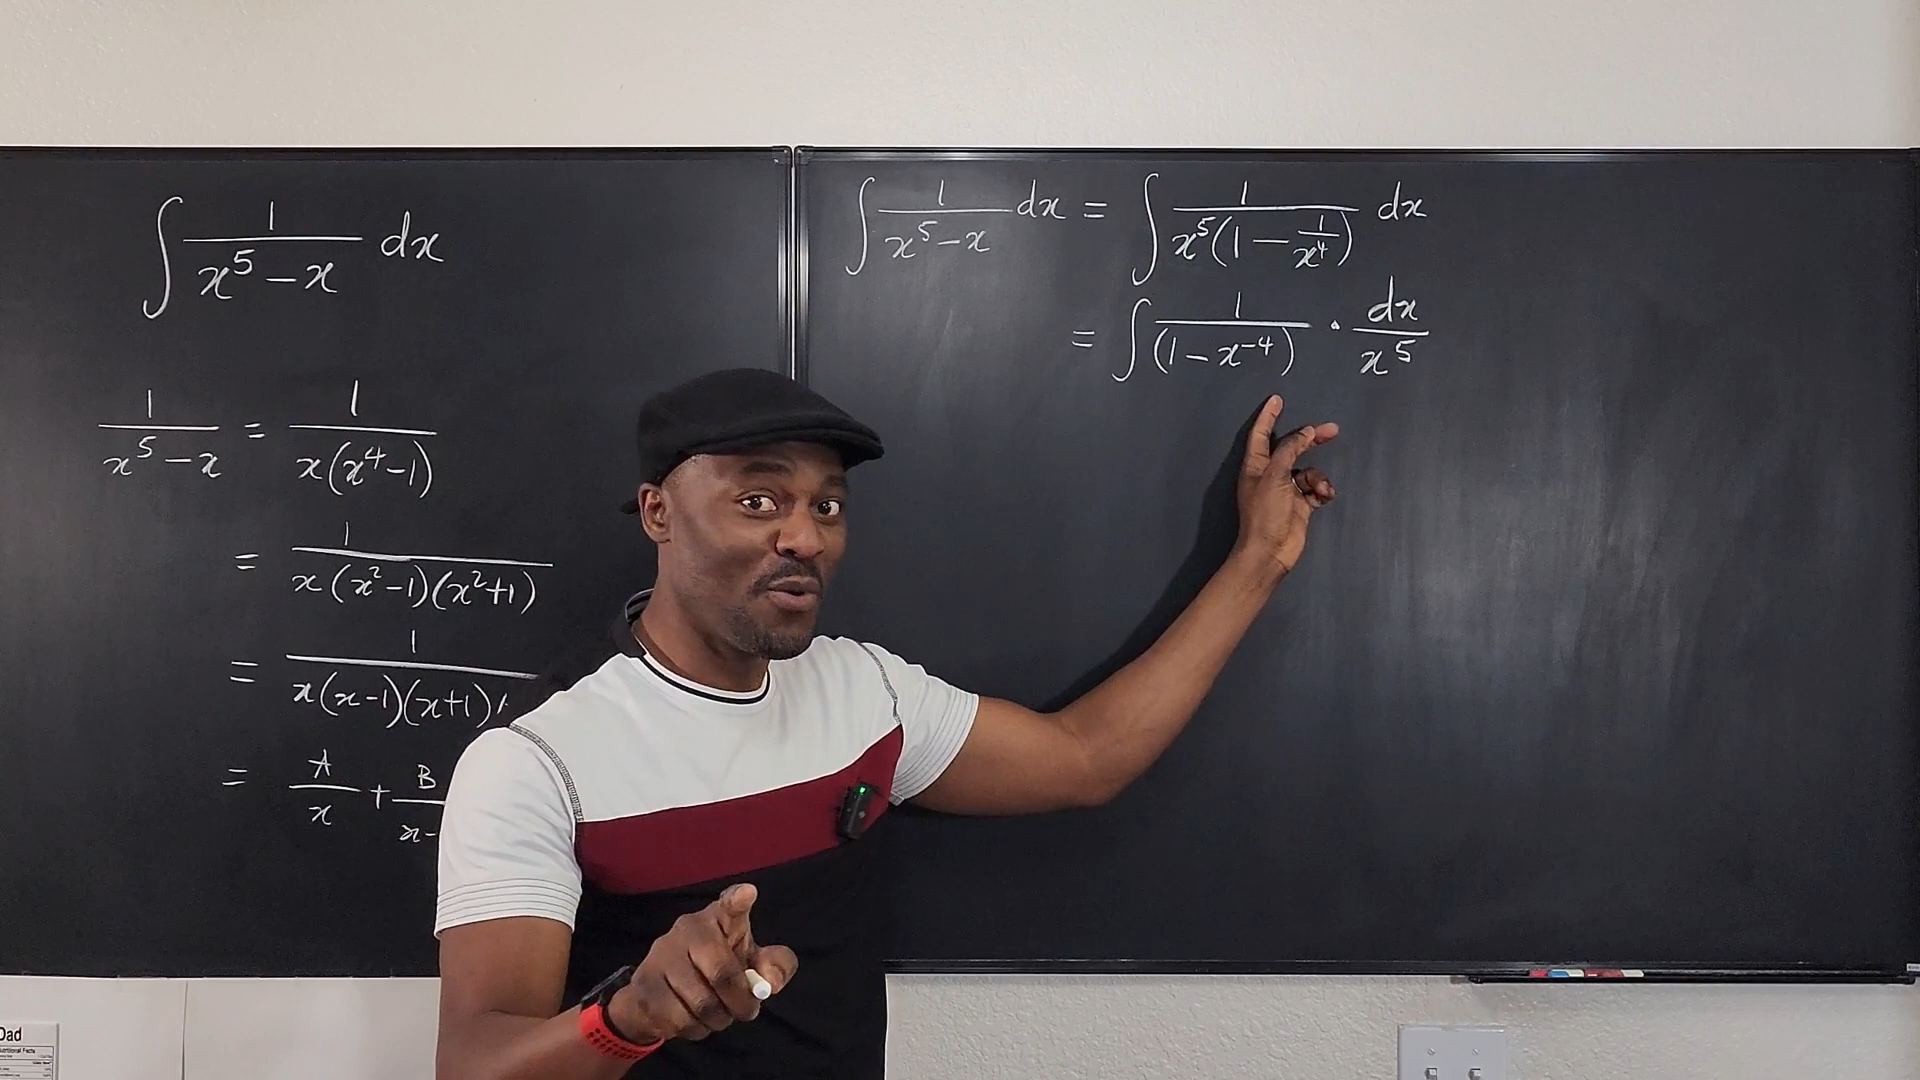 ∫ 1/(x⁵ − x) dx
1/(x⁵ − x) = 1/(x(x⁴ − 1))
= 1/(x(x² − 1)(x² + 1))
= 1/(x(x − 1)(x + 1)
= A/x + B/(x −
∫ 1/(x⁵ − x) dx = ∫ 1/(x⁵(1 − 1/x⁴)) dx
= ∫ 1/(1 − x⁻⁴) · dx/x⁵
Dad